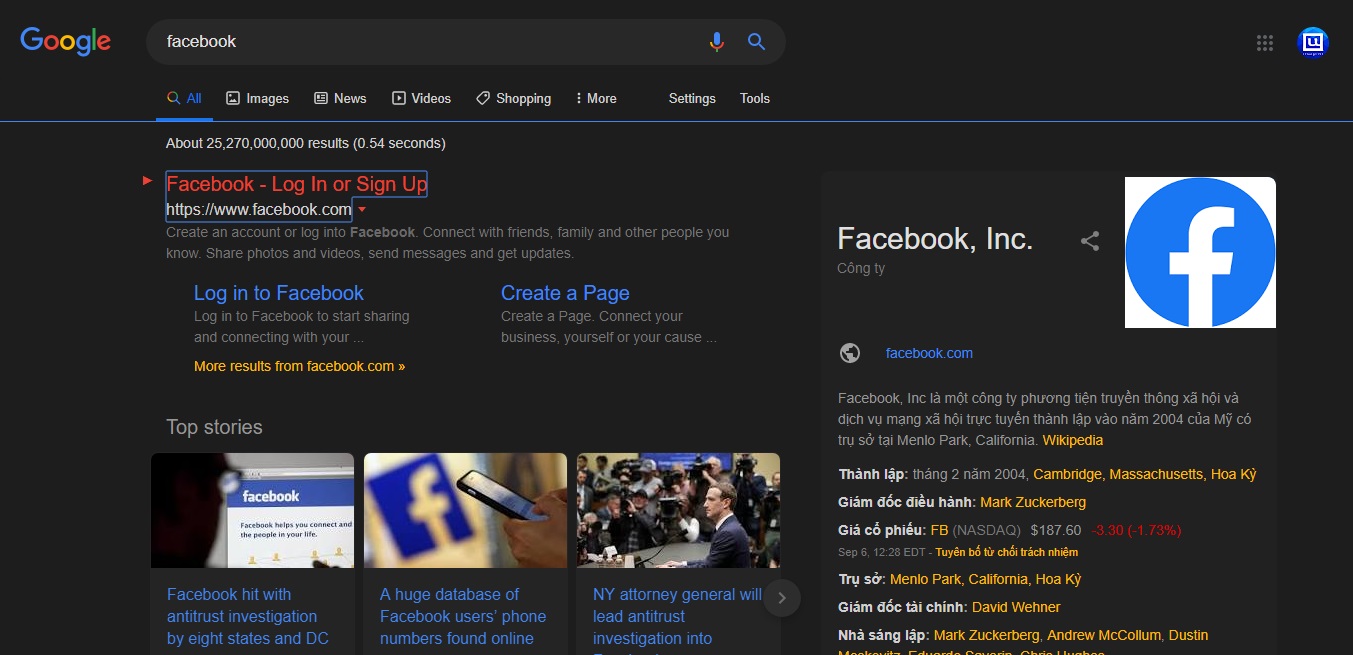 Google
facebook
All
Images
News
Videos
Shopping
More
Settings
Tools
About 25,270,000,000 results (0.54 seconds)
Facebook - Log In or Sign Up
https://www.facebook.com
Create an account or log into Facebook. Connect with friends, family and other people you
know. Share photos and videos, send messages and get updates.
Log in to Facebook
Log in to Facebook to start sharing
and connecting with your ...
Create a Page
Create a Page. Connect your
business, yourself or your cause ...
More results from facebook.com »
Top stories
facebook
Facebook helps you connect and
the people in your life.
Facebook hit with
antitrust investigation
by eight states and DC
A huge database of
Facebook users' phone
numbers found online
NY attorney general will
lead antitrust
investigation into
Facebook, Inc.
Công ty
facebook.com
Facebook, Inc là một công ty phương tiện truyền thông xã hội và
dịch vụ mạng xã hội trực tuyến thành lập vào năm 2004 của Mỹ có
trụ sở tại Menlo Park, California. Wikipedia
Thành lập: tháng 2 năm 2004, Cambridge, Massachusetts, Hoa Kỳ
Giám đốc điều hành: Mark Zuckerberg
Giá cổ phiếu: FB (NASDAQ) $187.60 -3.30 (-1.73%)
Sep 6, 12:28 EDT - Tuyên bố từ chối trách nhiệm
Trụ sở: Menlo Park, California, Hoa Kỳ
Giám đốc tài chính: David Wehner
Nhà sáng lập: Mark Zuckerberg, Andrew McCollum, Dustin
Moskovitz, Eduardo Saverin, Chris Hughes